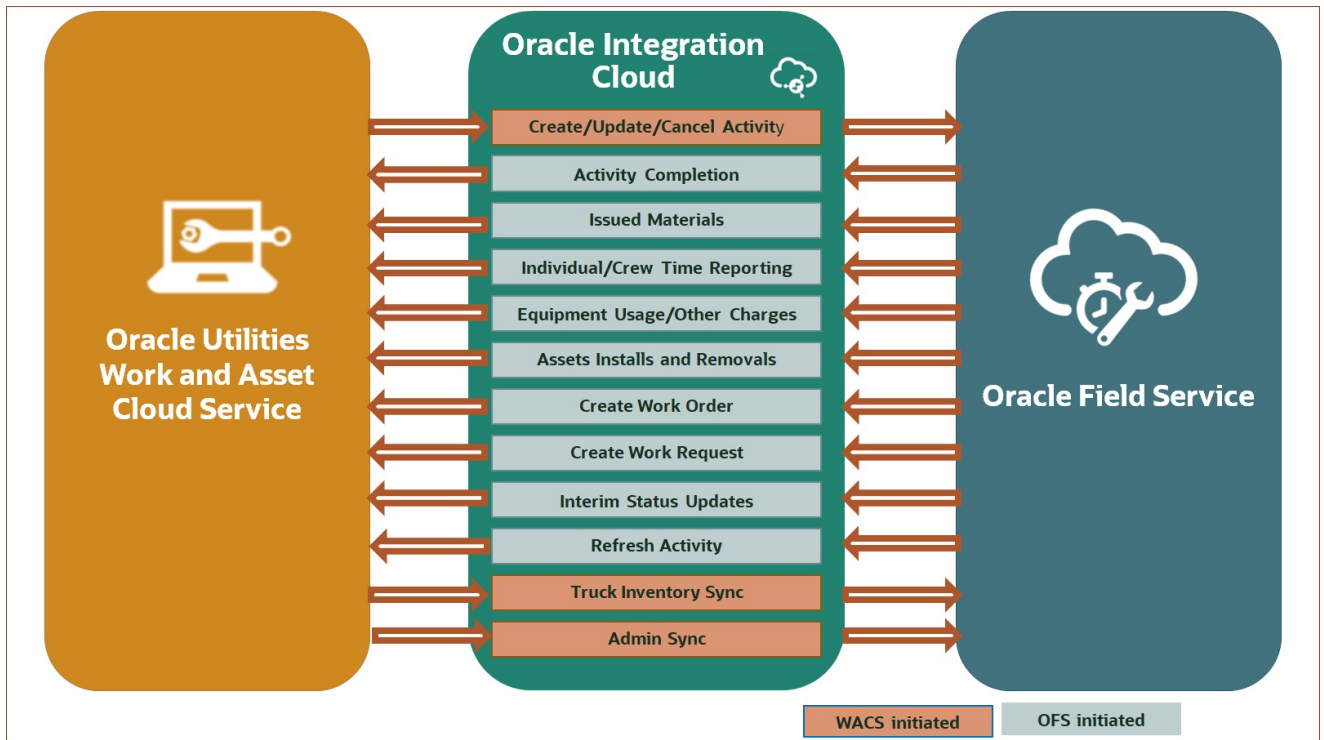 Oracle Integration
Cloud
Create/Update/Cancel Activity
Activity Completion
Issued Materials
Individual/Crew Time Reporting
Equipment Usage/Other Charges
Assets Installs and Removals
Create Work Order
Create Work Request
Interim Status Updates
Refresh Activity
Truck Inventory Sync
Admin Sync
Oracle Utilities
Work and Asset
Cloud Service
Oracle Field Service
WACS initiated
OFS initiated